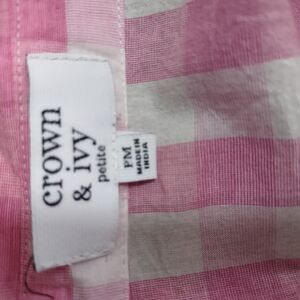 crown
& ivy
petite
PM
MADE IN
INDIA